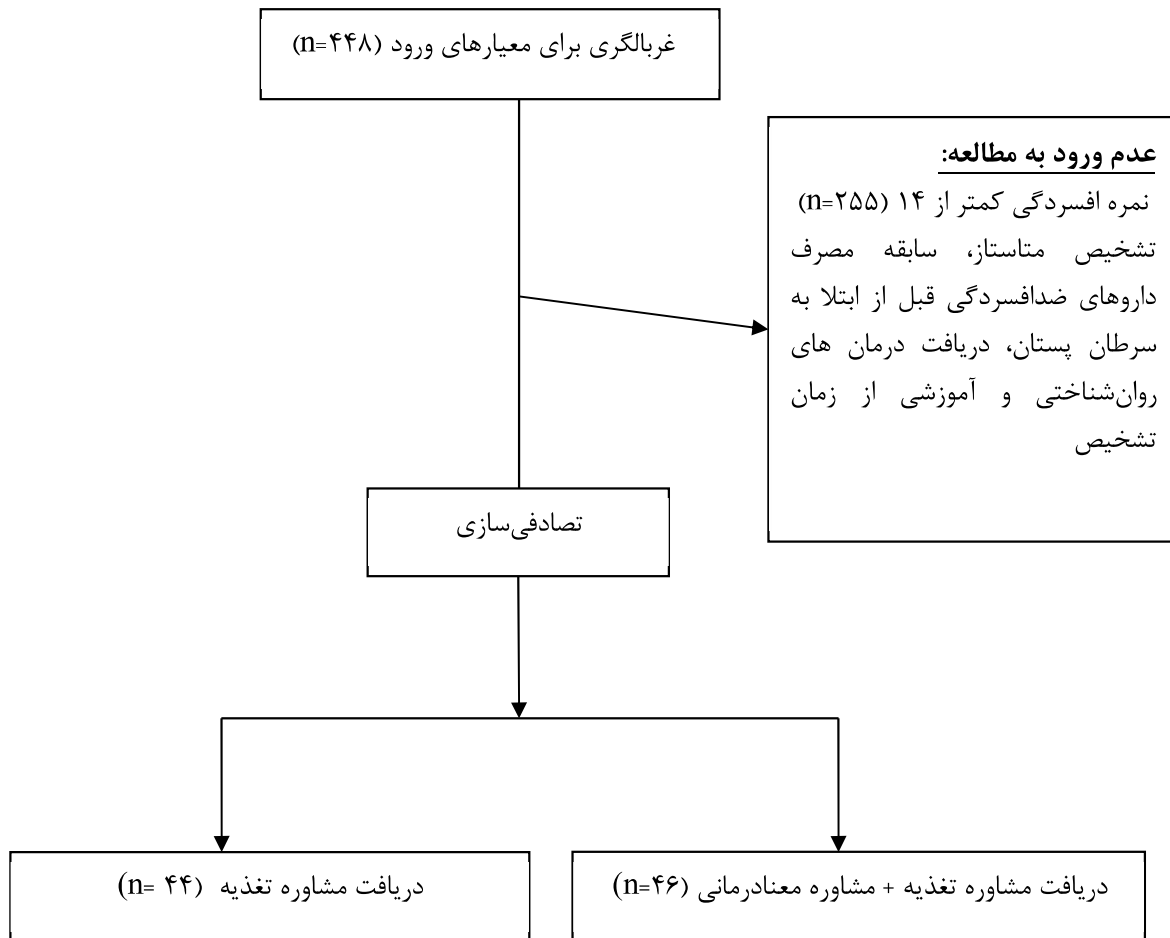 غربالگری برای معیارهای ورود (n=۴۴۸)
عدم ورود به مطالعه:
نمره افسردگی کمتر از ۱۴ (n=۲۵۵)
تشخیص متاستاز، سابقه مصرف
داروهای ضدافسردگی قبل از ابتلا به
سرطان پستان، دریافت درمان های
روان‌شناختی و آموزشی از زمان
تشخیص
تصادفی‌سازی
دریافت مشاوره تغذیه + مشاوره معنادرمانی (n=۴۶)
دریافت مشاوره تغذیه (n= ۴۴)